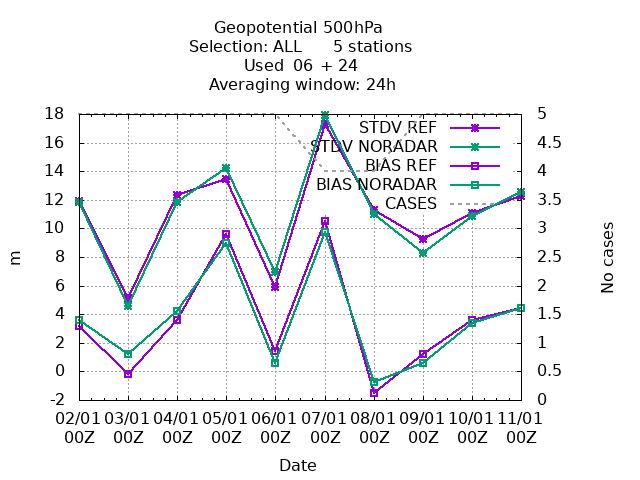 Geopotential 500hPa
Selection: ALL 5 stations
Used 06 + 24
Averaging window: 24h
18 5
16 4.5
14 4
12 3.5
10 3
8 2.5
6 2
4 1.5
2 1
0 0.5
-2 0
STDV REF
STDV NORADAR
BIAS REF
BIAS NORADAR
CASES
m
No cases
02/01 03/01 04/01 05/01 06/01 07/01 08/01 09/01 10/01 11/01
00Z 00Z 00Z 00Z 00Z 00Z 00Z 00Z 00Z 00Z
Date